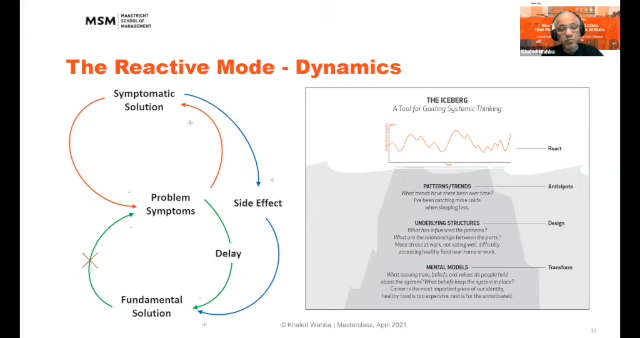 MSM
MAASTRICHT
SCHOOL OF
MANAGEMENT
Khaled Wahba
The Reactive Mode - Dynamics
Symptomatic
Solution
+
+
-
Problem
Symptoms
-
Side Effect
Delay
-
Fundamental
Solution
+
THE ICEBERG
A Tool for Guiding Systemic Thinking
React
PATTERNS/TRENDS
What trends have there been over time?
I've been catching more colds
when sleeping less.
Anticipate
UNDERLYING STRUCTURES
What has influenced the patterns?
What are the relationships between the parts?
More stress at work, not eating well, difficulty
accessing healthy food near home or work.
Design
MENTAL MODELS
What assumptions, beliefs and values do people hold
about the system? What beliefs keep the system in place?
Career is the most important piece of our identity,
healthy food is too expensive, rest is for the unmotivated.
Transform
© Khaled Wahba | Masterclass, April 2021.